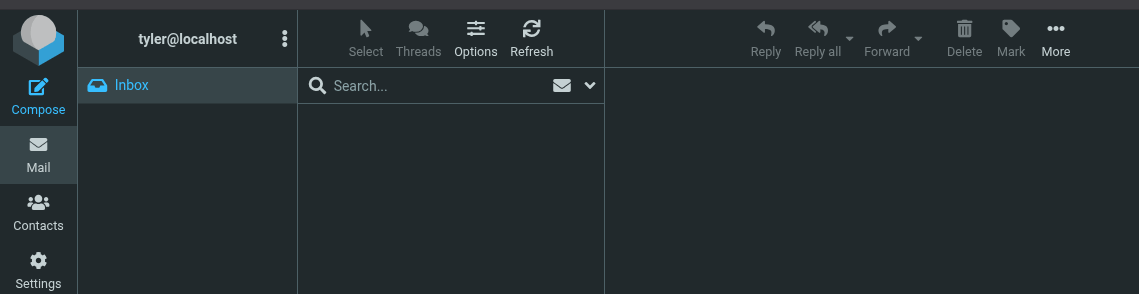 tyler@localhost
Select
Threads
Options
Refresh
Reply
Reply all
Forward
Delete
Mark
More
Compose
Mail
Contacts
Settings
Inbox
Search...